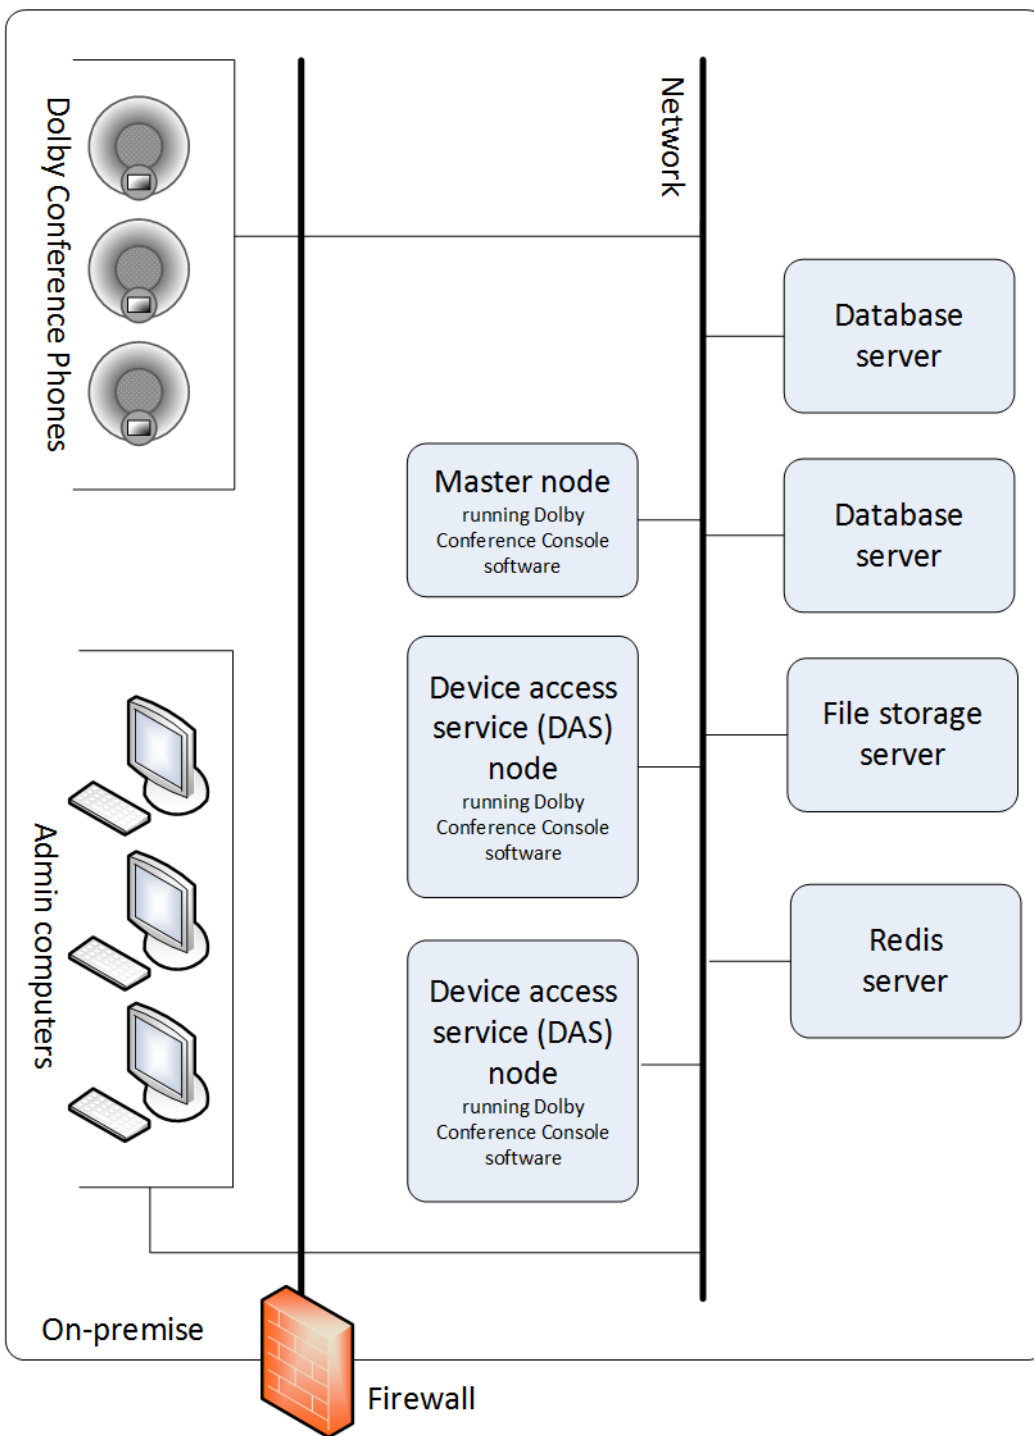 Dolby Conference Phones
Network
Database
server
Master node
running Dolby
Conference Console
software
Database
server
Device access
service (DAS)
node
running Dolby
Conference Console
software
File storage
server
Admin computers
Device access
service (DAS)
node
running Dolby
Conference Console
software
Redis
server
On-premise
Firewall